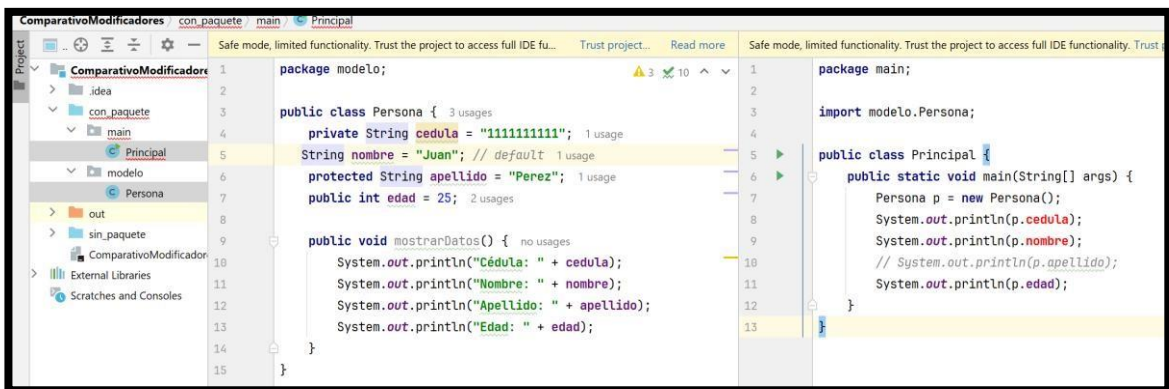 ComparativoModificadores con_paquete main Principal
Project
Safe mode, limited functionality. Trust the project to access full IDE fu... Trust project... Read more
Safe mode, limited functionality. Trust the project to access full IDE functionality. Trust
ComparativoModificadore
.idea
con_paquete
main
Principal
modelo
Persona
out
sin_paquete
ComparativoModificador
External Libraries
Scratches and Consoles
1 package modelo; 3 10
2
3 public class Persona { 3 usages
4 private String cedula = "1111111111"; 1 usage
5 String nombre = "Juan"; // default 1 usage
6 protected String apellido = "Perez"; 1 usage
7 public int edad = 25; 2 usages
8
9 public void mostrarDatos() { no usages
10 System.out.println("Cédula: " + cedula);
11 System.out.println("Nombre: " + nombre);
12 System.out.println("Apellido: " + apellido);
13 System.out.println("Edad: " + edad);
14 }
15 }
1 package main;
2
3 import modelo.Persona;
4
5 public class Principal {
6 public static void main(String[] args) {
7 Persona p = new Persona();
8 System.out.println(p.cedula);
9 System.out.println(p.nombre);
10 // System.out.println(p.apellido);
11 System.out.println(p.edad);
12 }
13 }